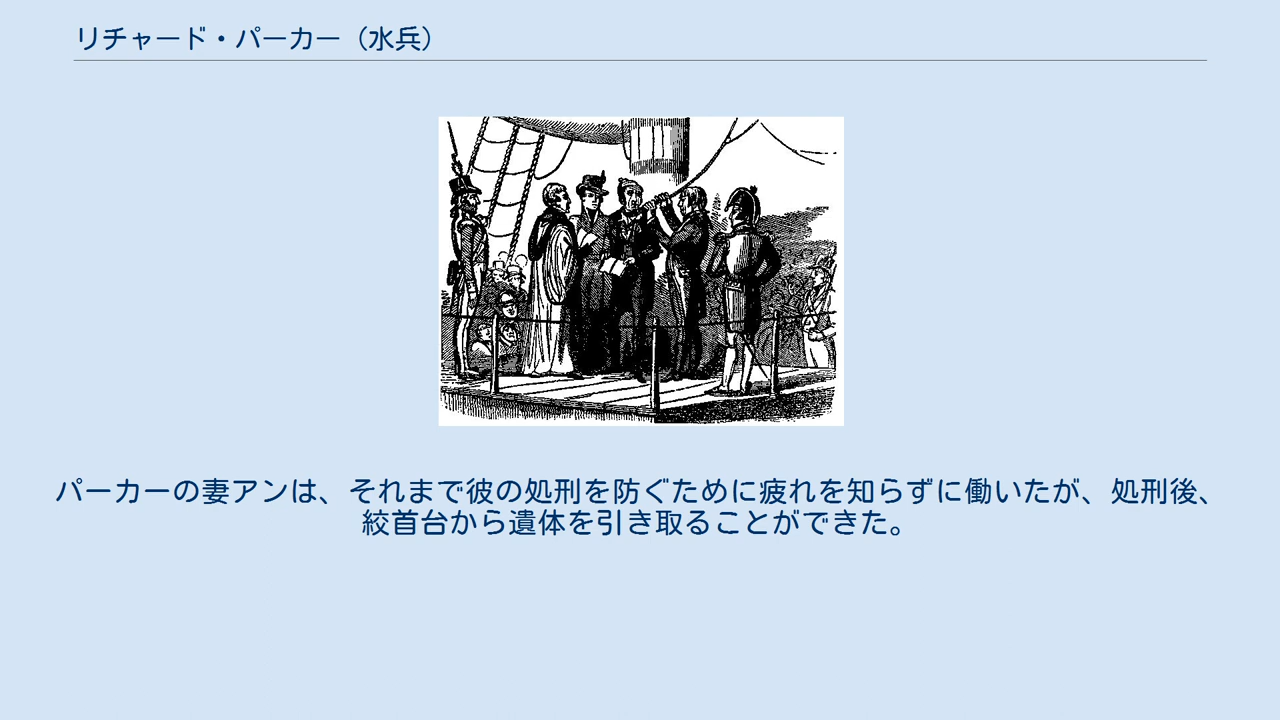 リチャード・パーカー（水兵）
パーカーの妻アンは、それまで彼の処刑を防ぐために疲れを知らずに働いたが、処刑後、
絞首台から遺体を引き取ることができた。